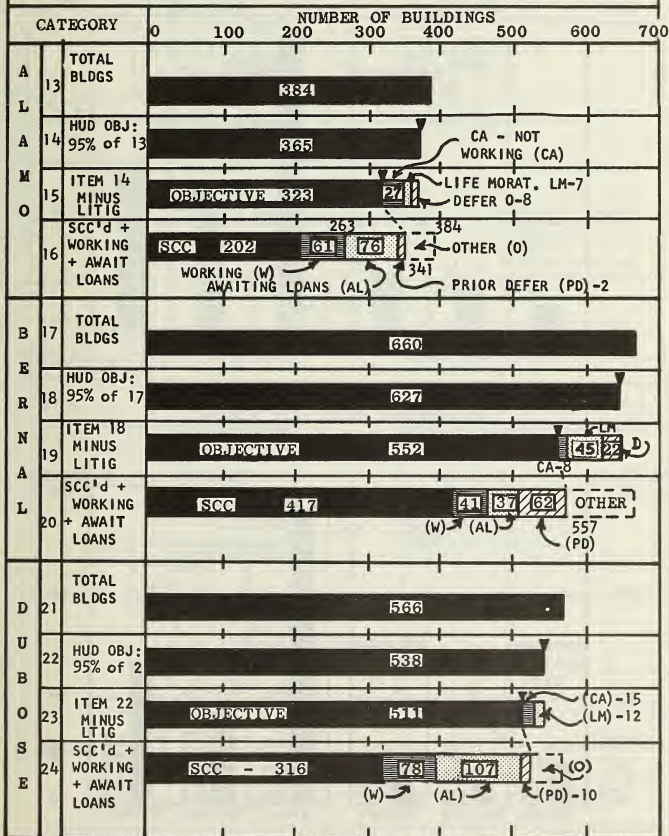 CATEGORY
NUMBER OF BUILDINGS
0 100 200 300 400 500 600 700
ALAMO
13 TOTAL BLDGS
384
14 HUD OBJ: 95% of 13
365
CA - NOT WORKING (CA)
15 ITEM 14 MINUS LITIG
OBJECTIVE 323 27
LIFE MORAT. LM-7
DEFER 0-8
16 SCC'd + WORKING + AWAIT LOANS
263 384
SCC 202 61 76
OTHER (O)
341
WORKING (W)
AWAITING LOANS (AL)
PRIOR DEFER (PD)-2
BERNAL
17 TOTAL BLDGS
660
18 HUD OBJ: 95% of 17
627
19 ITEM 18 MINUS LITIG
LM
OBJECTIVE 552 45 22 D
CA-8
20 SCC'd + WORKING + AWAIT LOANS
SCC 417 41 37 62 OTHER
557
(W) (AL) (PD)
DUBOSE
21 TOTAL BLDGS
566
22 HUD OBJ: 95% of 2
538
23 ITEM 22 MINUS LTIG
OBJECTIVE 511
(CA)-15
(LM)-12
24 SCC'd + WORKING + AWAIT LOANS
SCC - 316 78 107 (O)
(W) (AL) (PD)-10